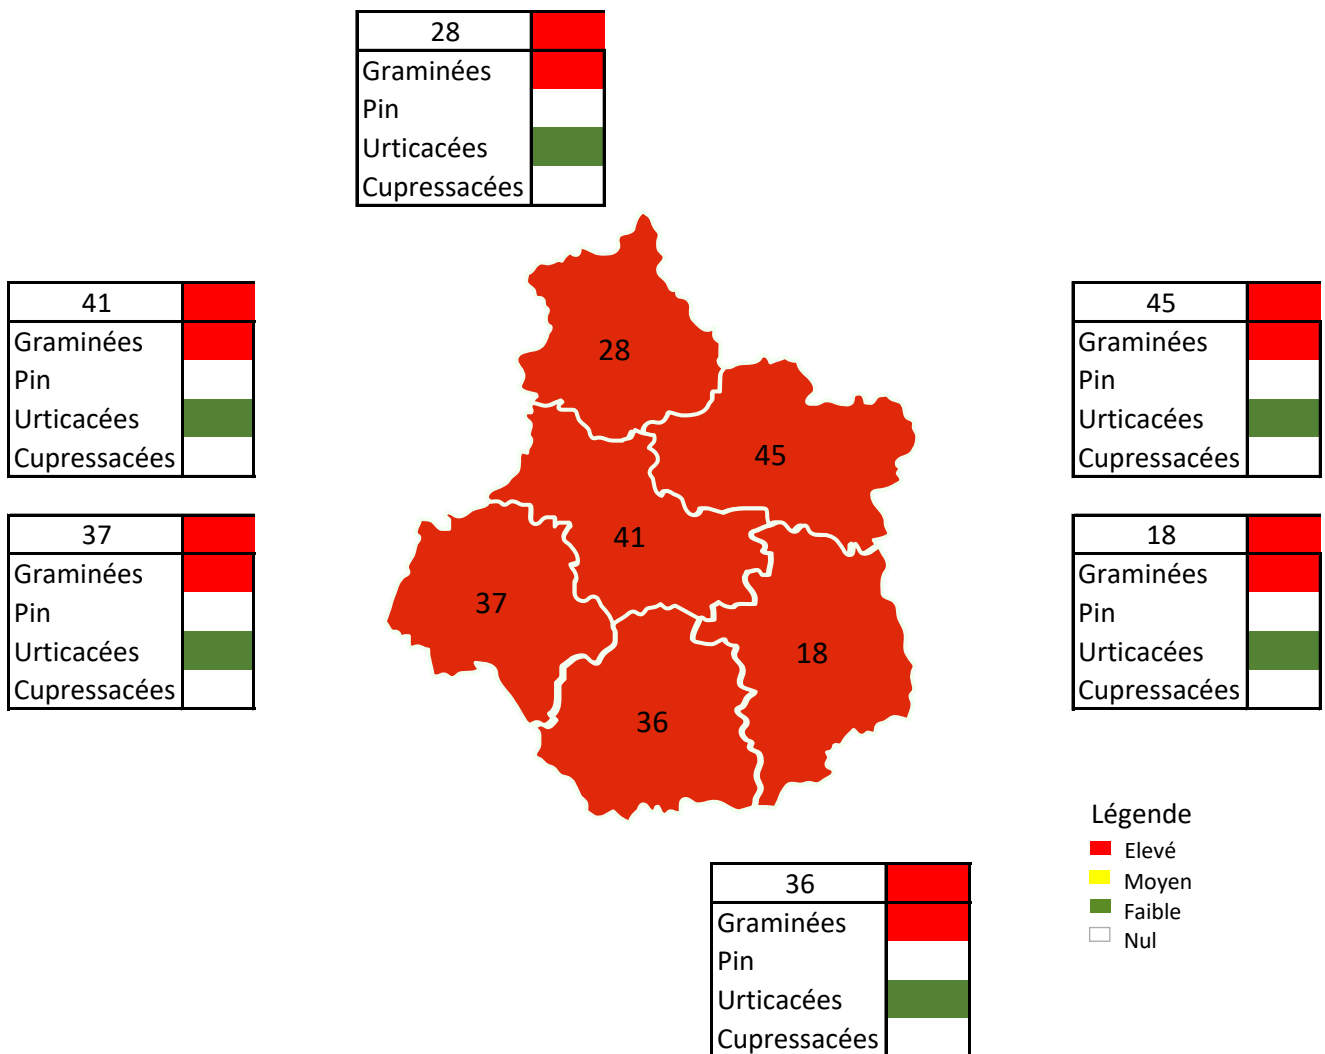 28
Graminées
Pin
Urticacées
Cupressacées
41
Graminées
Pin
Urticacées
Cupressacées
45
Graminées
Pin
Urticacées
Cupressacées
28
45
41
37
18
36
37
Graminées
Pin
Urticacées
Cupressacées
18
Graminées
Pin
Urticacées
Cupressacées
Légende
Elevé
Moyen
Faible
Nul
36
Graminées
Pin
Urticacées
Cupressacées